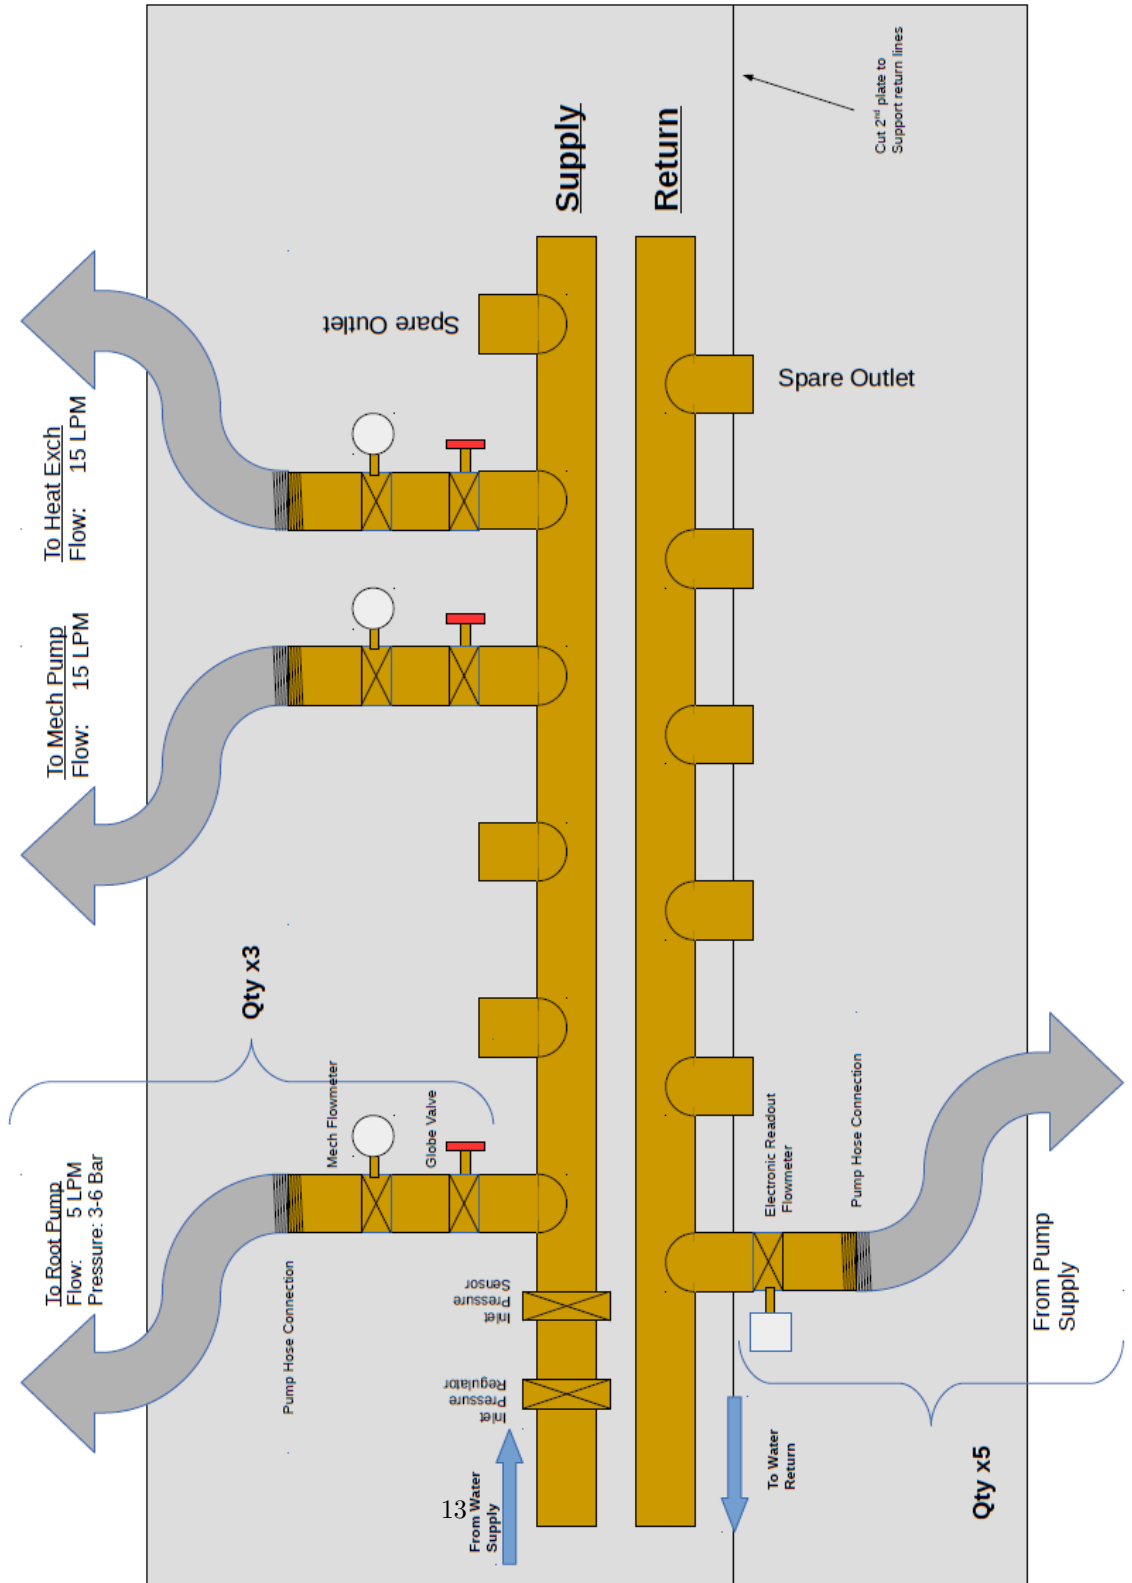 Cut 2nd plate to
Support return lines
Supply
Return
Spare Outlet
Spare Outlet
To Heat Exch
Flow: 15 LPM
To Mech Pump
Flow: 15 LPM
Qty x3
To Root Pump
Flow: 5 LPM
Pressure: 3-6 Bar
Mech Flowmeter
Globe Valve
Pump Hose Connection
Inlet
Pressure
Sensor
Inlet
Pressure
Regulator
From Water
Supply
Electronic Readout
Flowmeter
Pump Hose Connection
From Pump
Supply
To Water
Return
Qty x5
13